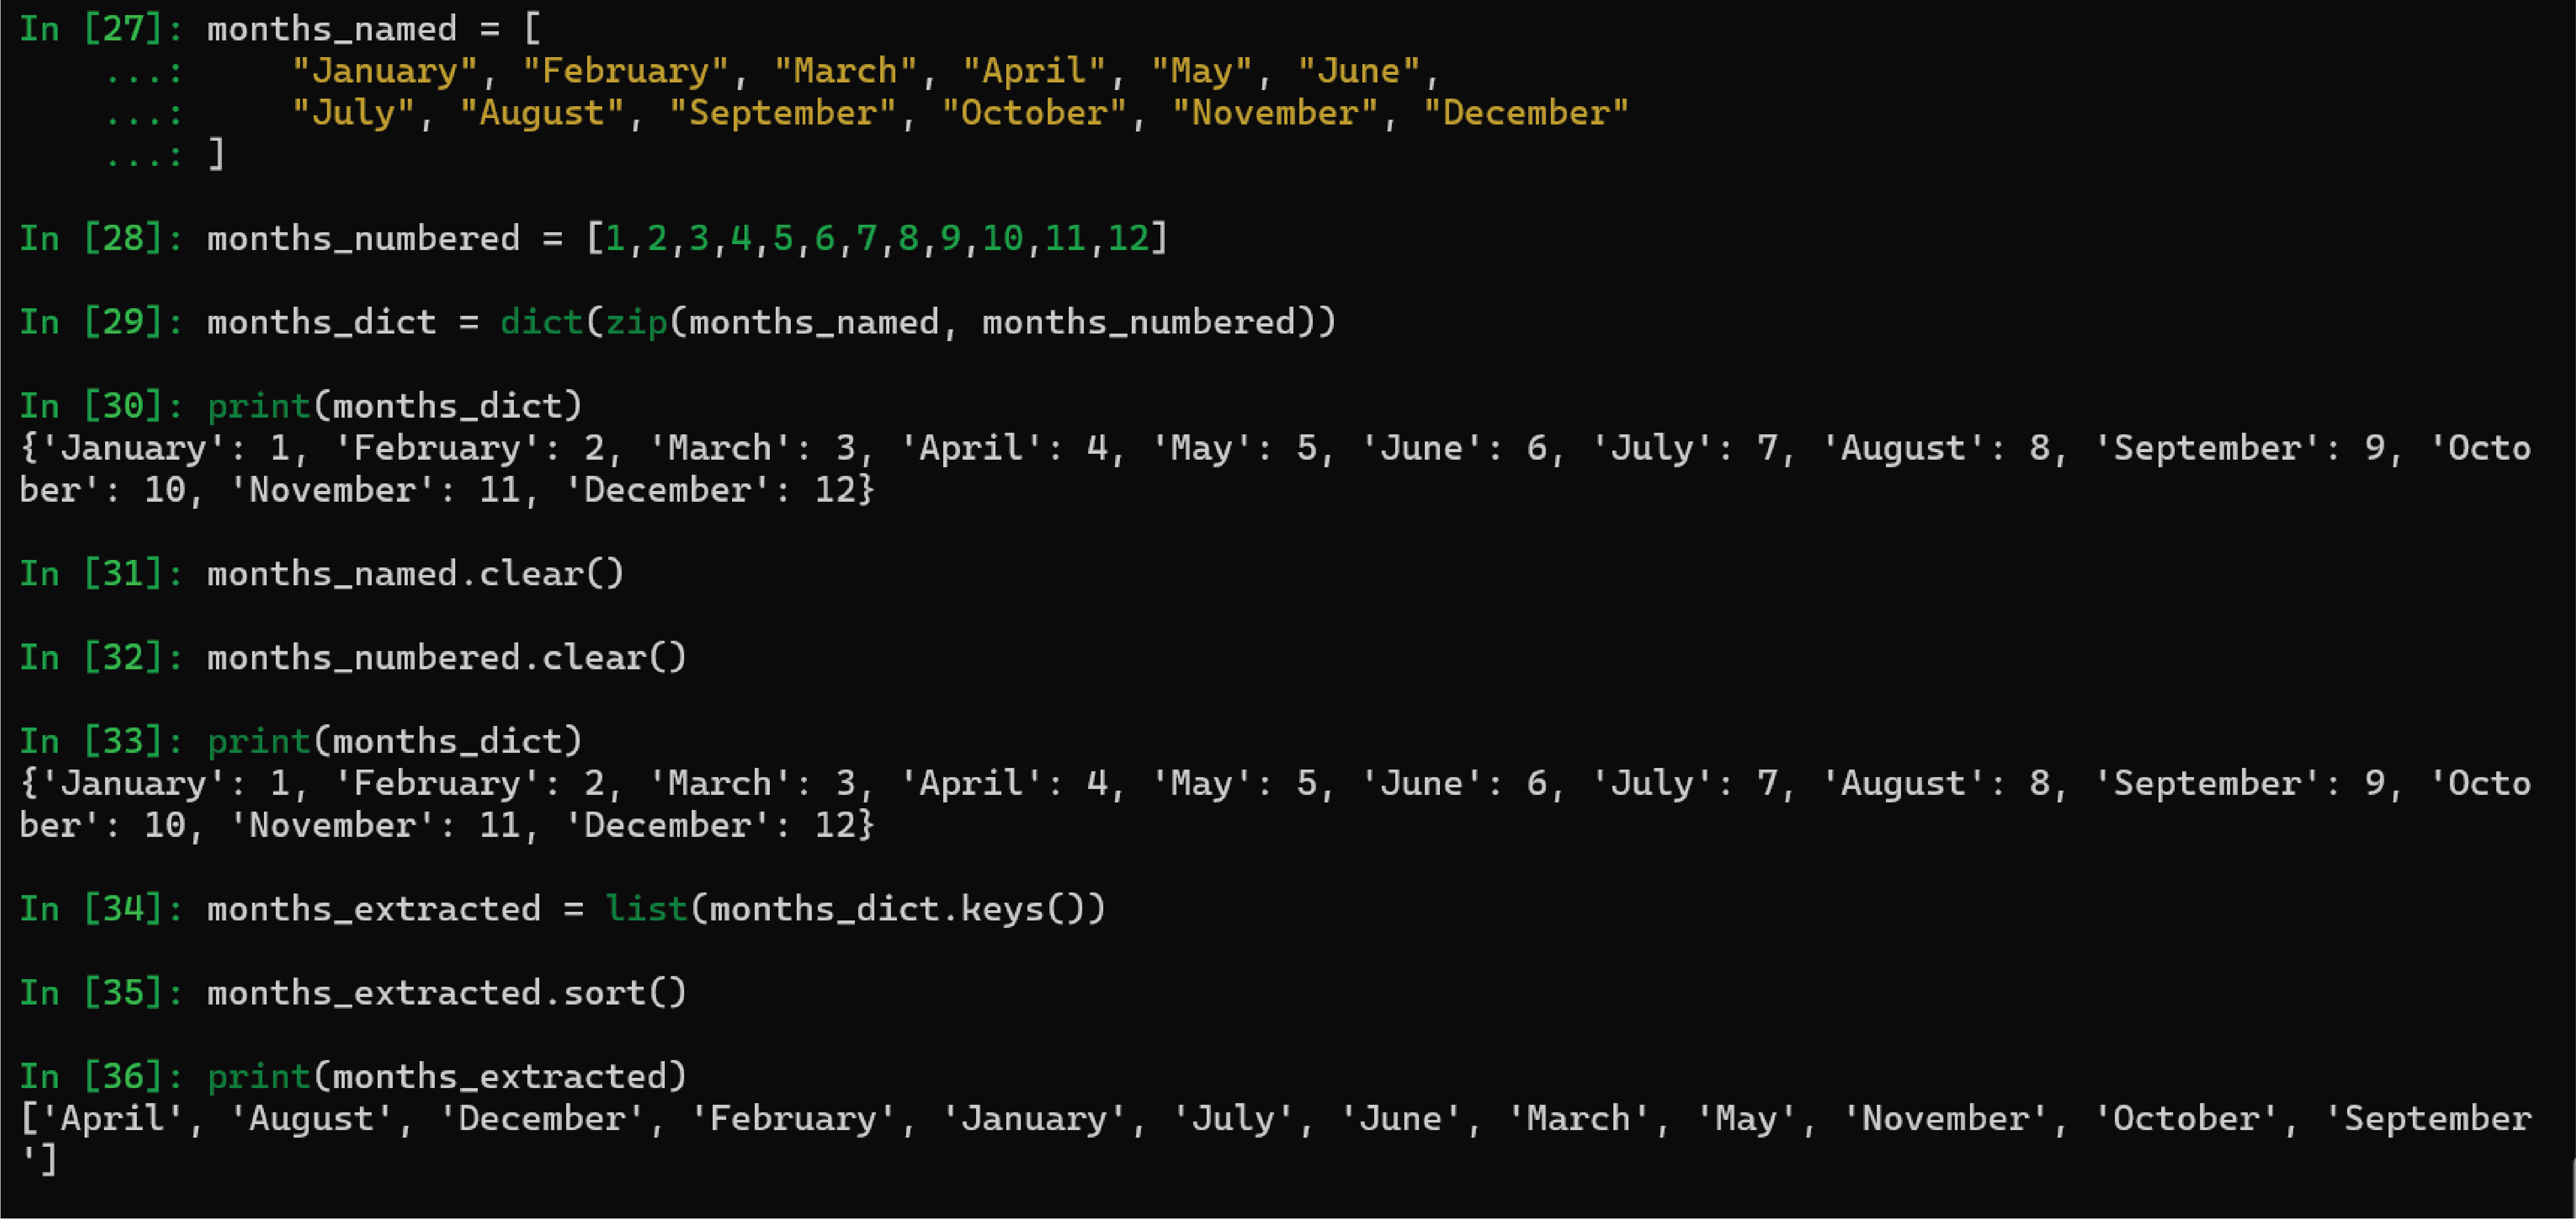 In [27]: months_named = [
    ...:     "January", "February", "March", "April", "May", "June",
    ...:     "July", "August", "September", "October", "November", "December"
    ...: ]
In [28]: months_numbered = [1,2,3,4,5,6,7,8,9,10,11,12]
In [29]: months_dict = dict(zip(months_named, months_numbered))
In [30]: print(months_dict)
{'January': 1, 'February': 2, 'March': 3, 'April': 4, 'May': 5, 'June': 6, 'July': 7, 'August': 8, 'September': 9, 'Octo
ber': 10, 'November': 11, 'December': 12}
In [31]: months_named.clear()
In [32]: months_numbered.clear()
In [33]: print(months_dict)
{'January': 1, 'February': 2, 'March': 3, 'April': 4, 'May': 5, 'June': 6, 'July': 7, 'August': 8, 'September': 9, 'Octo
ber': 10, 'November': 11, 'December': 12}
In [34]: months_extracted = list(months_dict.keys())
In [35]: months_extracted.sort()
In [36]: print(months_extracted)
['April', 'August', 'December', 'February', 'January', 'July', 'June', 'March', 'May', 'November', 'October', 'September
']